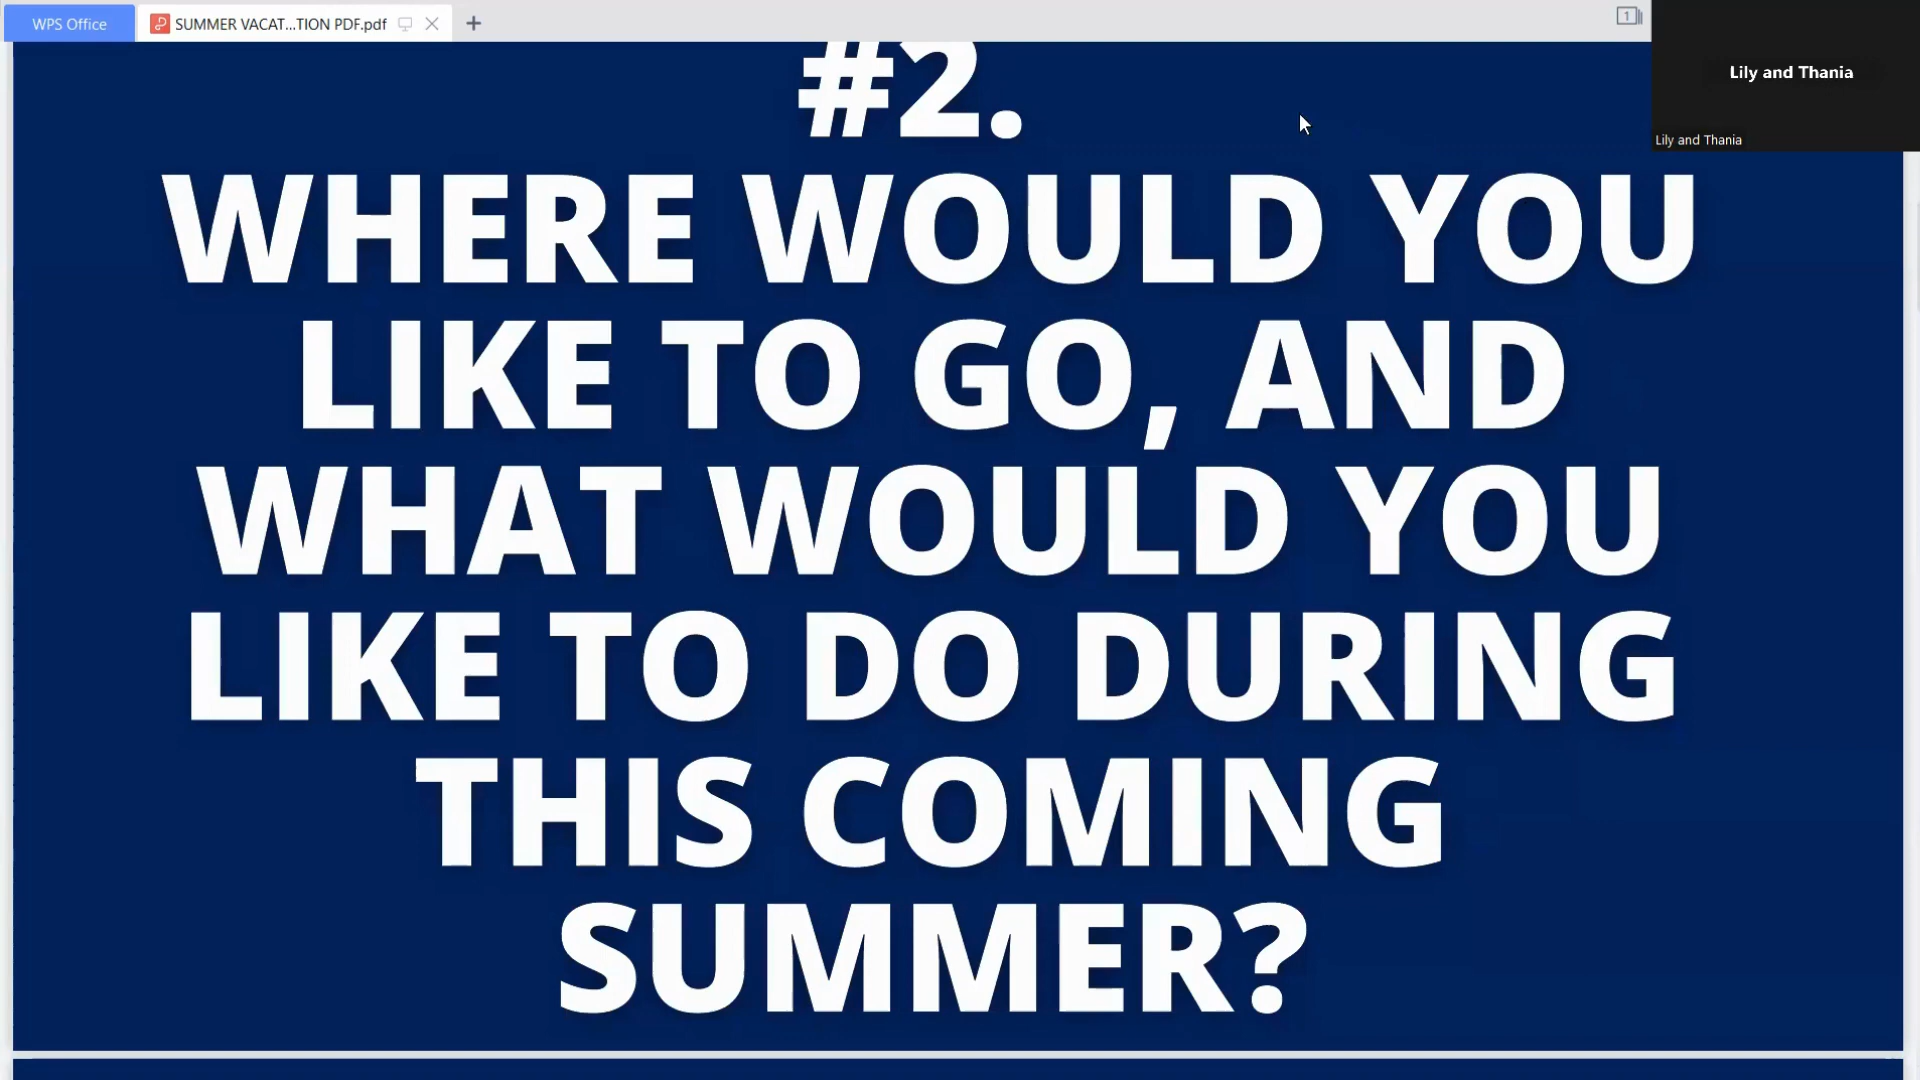 WPS Office
SUMMER VACAT...TION PDF.pdf
1
Lily and Thania
Lily and Thania
#2.
WHERE WOULD YOU
LIKE TO GO, AND
WHAT WOULD YOU
LIKE TO DO DURING
THIS COMING
SUMMER?